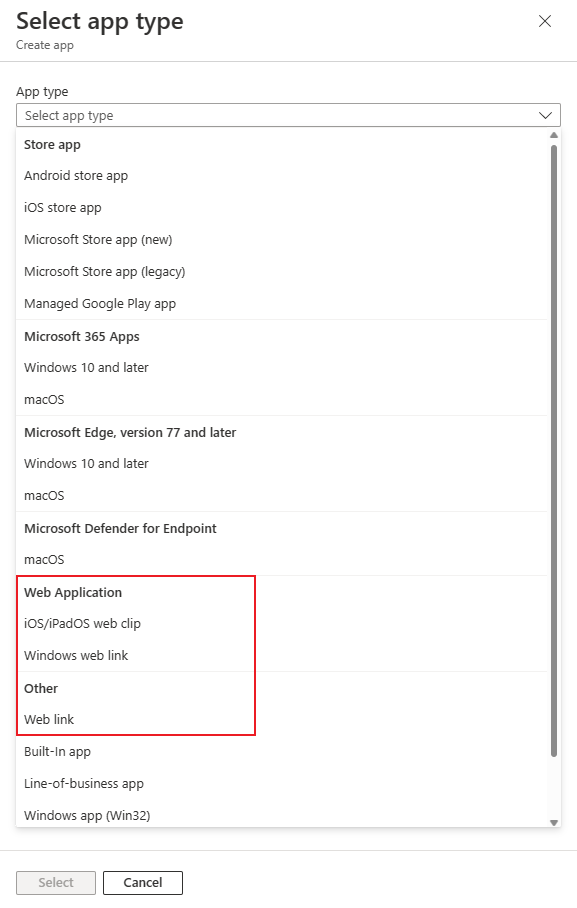 Select app type
Create app
App type
Select app type
Store app
Android store app
iOS store app
Microsoft Store app (new)
Microsoft Store app (legacy)
Managed Google Play app
Microsoft 365 Apps
Windows 10 and later
macOS
Microsoft Edge, version 77 and later
Windows 10 and later
macOS
Microsoft Defender for Endpoint
macOS
Web Application
iOS/iPadOS web clip
Windows web link
Other
Web link
Built-In app
Line-of-business app
Windows app (Win32)
Select
Cancel